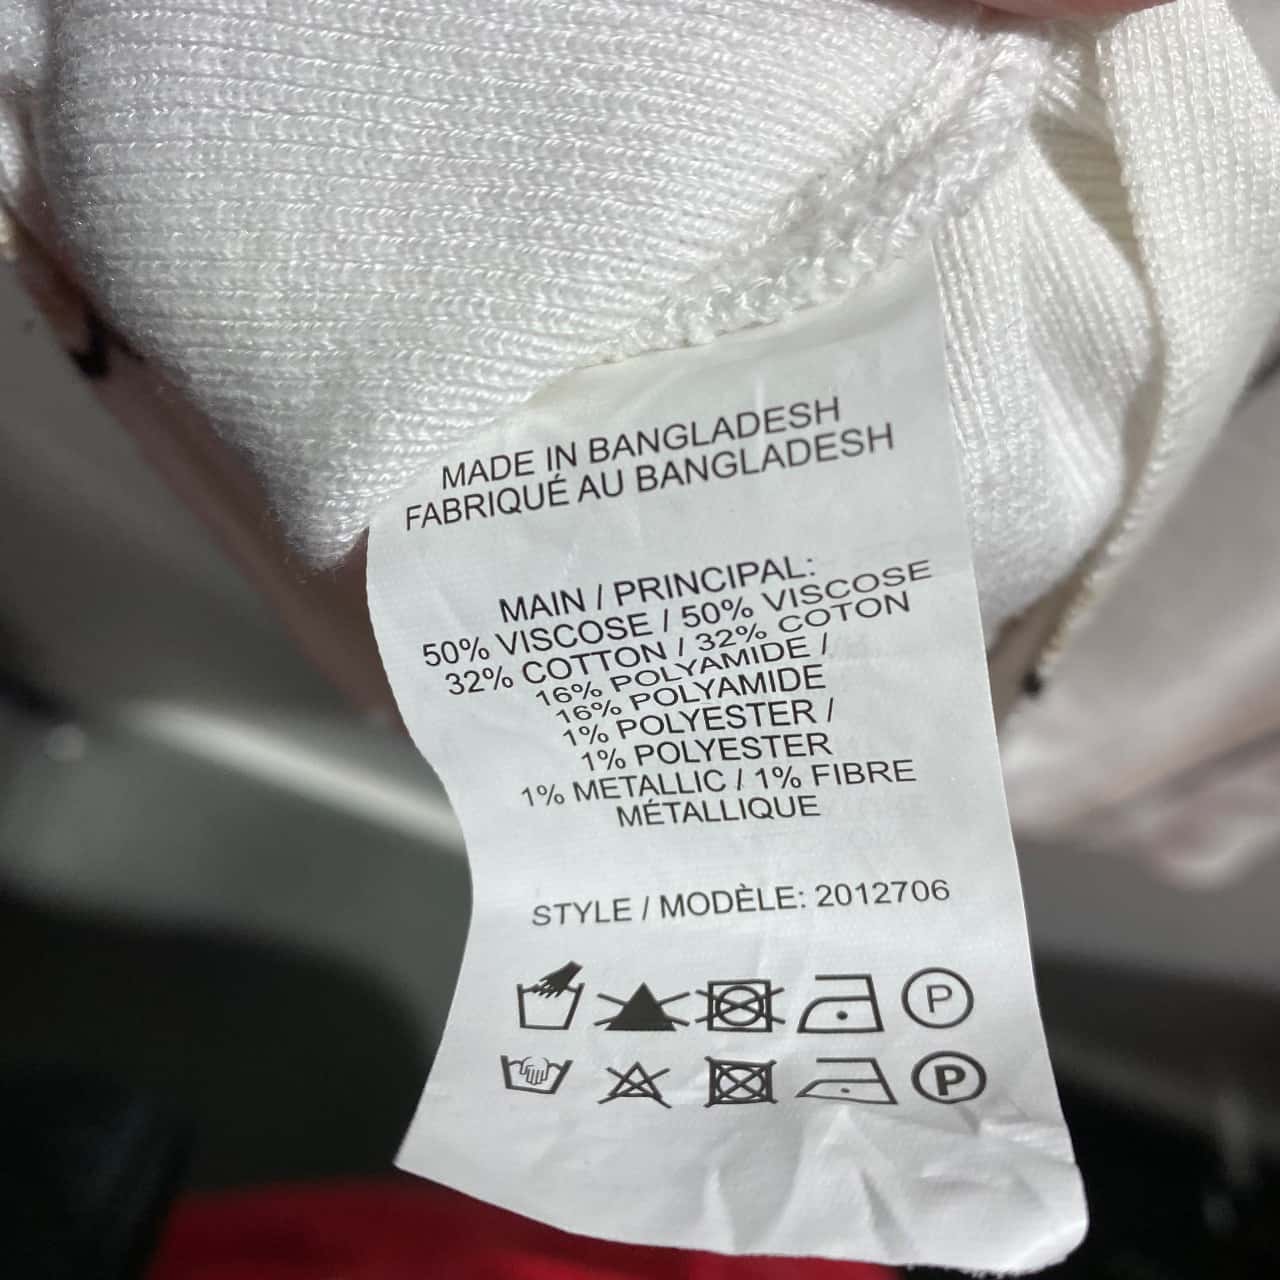 MADE IN BANGLADESH
FABRIQUÉ AU BANGLADESH
MAIN / PRINCIPAL:
50% VISCOSE / 50% VISCOSE
32% COTTON / 32% COTON
16% POLYAMIDE /
16% POLYAMIDE
1% POLYESTER /
1% POLYESTER
1% METALLIC / 1% FIBRE
MÉTALLIQUE
STYLE / MODÈLE: 2012706
P
P